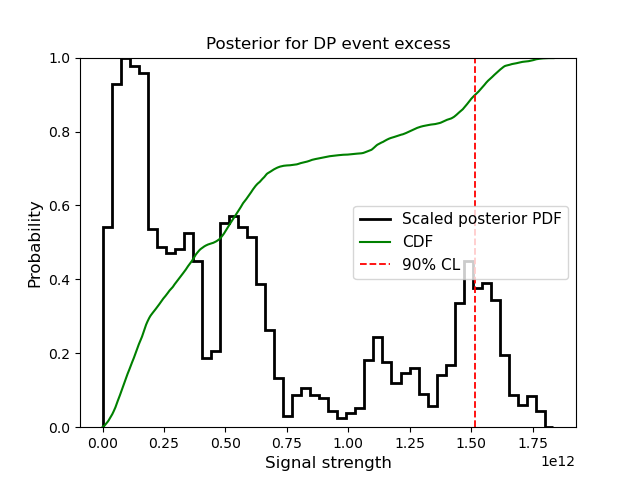 Posterior for DP event excess
1.0
0.8
0.6
0.4
0.2
0.0
Probability
Scaled posterior PDF
CDF
90% CL
0.00 0.25 0.50 0.75 1.00 1.25 1.50 1.75
1e12
Signal strength